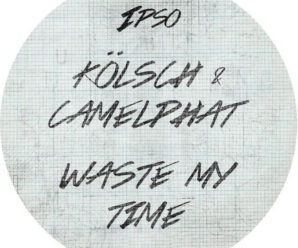 IPSO
KÖLSCH &
CAMELPHAT
WASTE MY
TIME